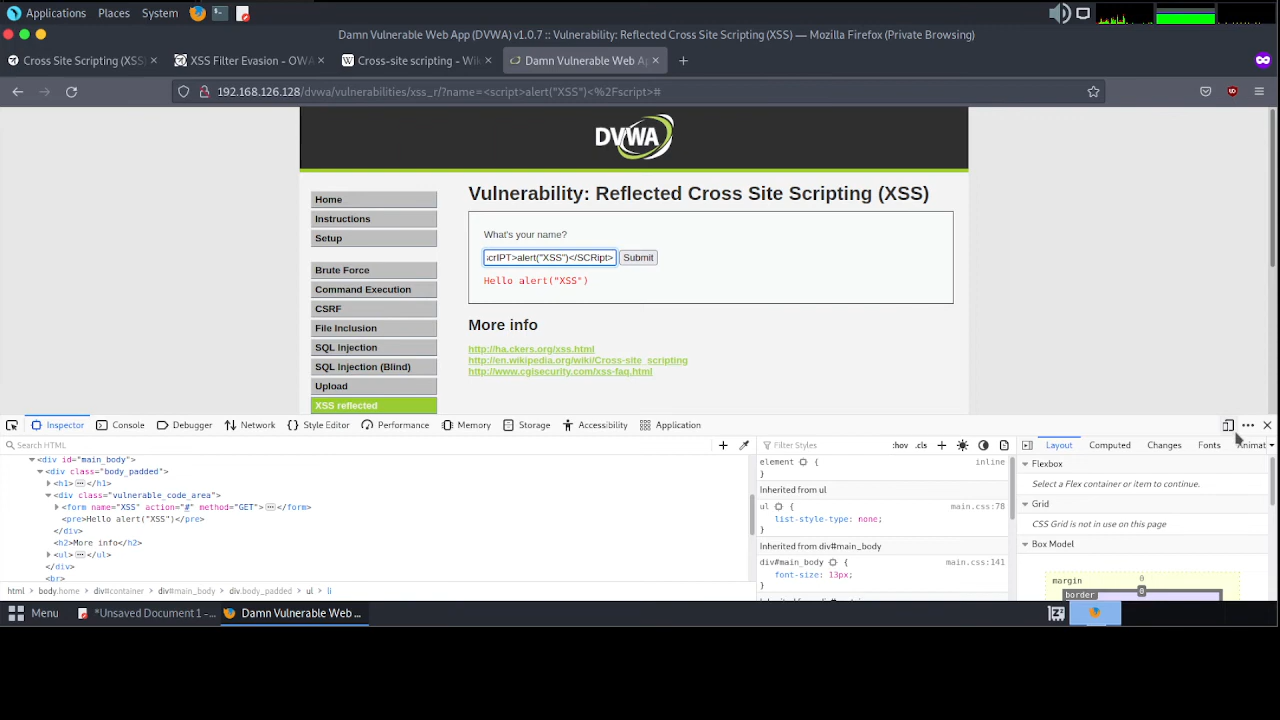 Applications Places System
Damn Vulnerable Web App (DVWA) v1.0.7 :: Vulnerability: Reflected Cross Site Scripting (XSS) — Mozilla Firefox (Private Browsing)
Cross Site Scripting (XSS) × XSS Filter Evasion - OWA × Cross-site scripting - Wiki × Damn Vulnerable Web Ap × +
192.168.126.128/dvwa/vulnerabilities/xss_r/?name=<script>alert("XSS")<%2Fscript>#
DVWA
Vulnerability: Reflected Cross Site Scripting (XSS)
Home
Instructions
Setup
Brute Force
Command Execution
CSRF
File Inclusion
SQL Injection
SQL Injection (Blind)
Upload
XSS reflected
What's your name?
crIPT>alert("XSS")</SCRipt> Submit
Hello alert("XSS")
More info
http://ha.ckers.org/xss.html
http://en.wikipedia.org/wiki/Cross-site_scripting
http://www.cgisecurity.com/xss-faq.html
Inspector Console Debugger Network Style Editor Performance Memory Storage Accessibility Application
Search HTML
<div id="main_body">
<div class="body_padded">
<h1></h1>
<div class="vulnerable_code_area">
<form name="XSS" action="#" method="GET"></form>
<pre>Hello alert("XSS")</pre>
</div>
<h2>More info</h2>
<ul></ul>
</div>
<br>
html body.home div#container div#main_body div.body_padded ul li
Filter Styles :hov .cls
element { inline
}
Inherited from ul
ul { main.css:78
list-style-type: none;
}
Inherited from div#main_body
div#main_body { main.css:141
font-size: 13px;
}
Layout Computed Changes Fonts Animat
Flexbox
Select a Flex container or item to continue.
Grid
CSS Grid is not in use on this page
Box Model
margin 0
border 0
Menu *Unsaved Document 1 -... Damn Vulnerable Web ...